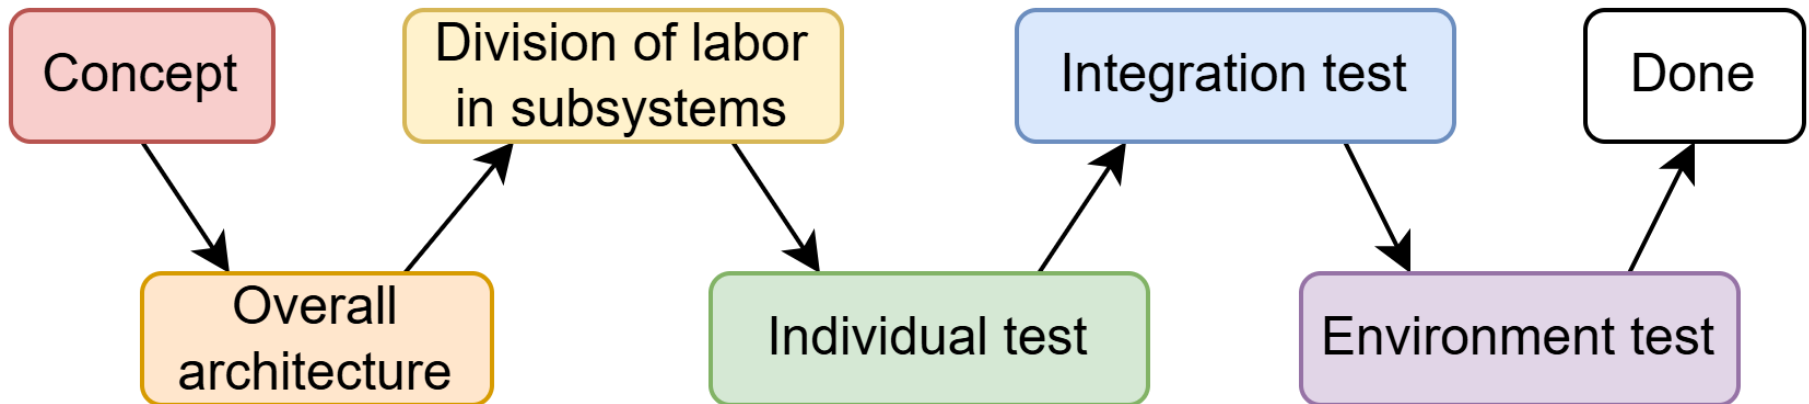 Concept
Overall
architecture
Division of labor
in subsystems
Individual test
Integration test
Environment test
Done